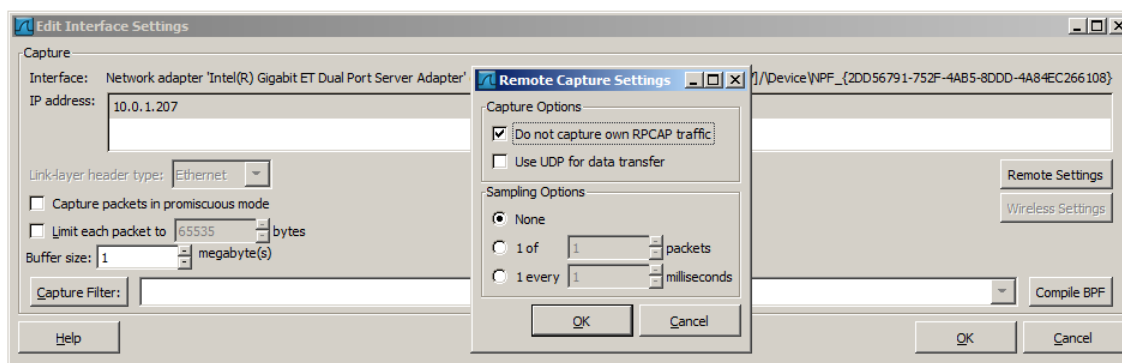 Edit Interface Settings
Capture
Interface: Network adapter 'Intel(R) Gigabit ET Dual Port Server Adapter' ']/\Device\NPF_{2DD56791-752F-4AB5-8DDD-4A84EC266108}
IP address: 10.0.1.207
Link-layer header type: Ethernet
Capture packets in promiscuous mode
Limit each packet to 65535 bytes
Buffer size: 1 megabyte(s)
Capture Filter:
Remote Settings
Wireless Settings
Compile BPF
Help
OK
Cancel
Remote Capture Settings
Capture Options
Do not capture own RPCAP traffic
Use UDP for data transfer
Sampling Options
None
1 of 1 packets
1 every 1 milliseconds
OK
Cancel